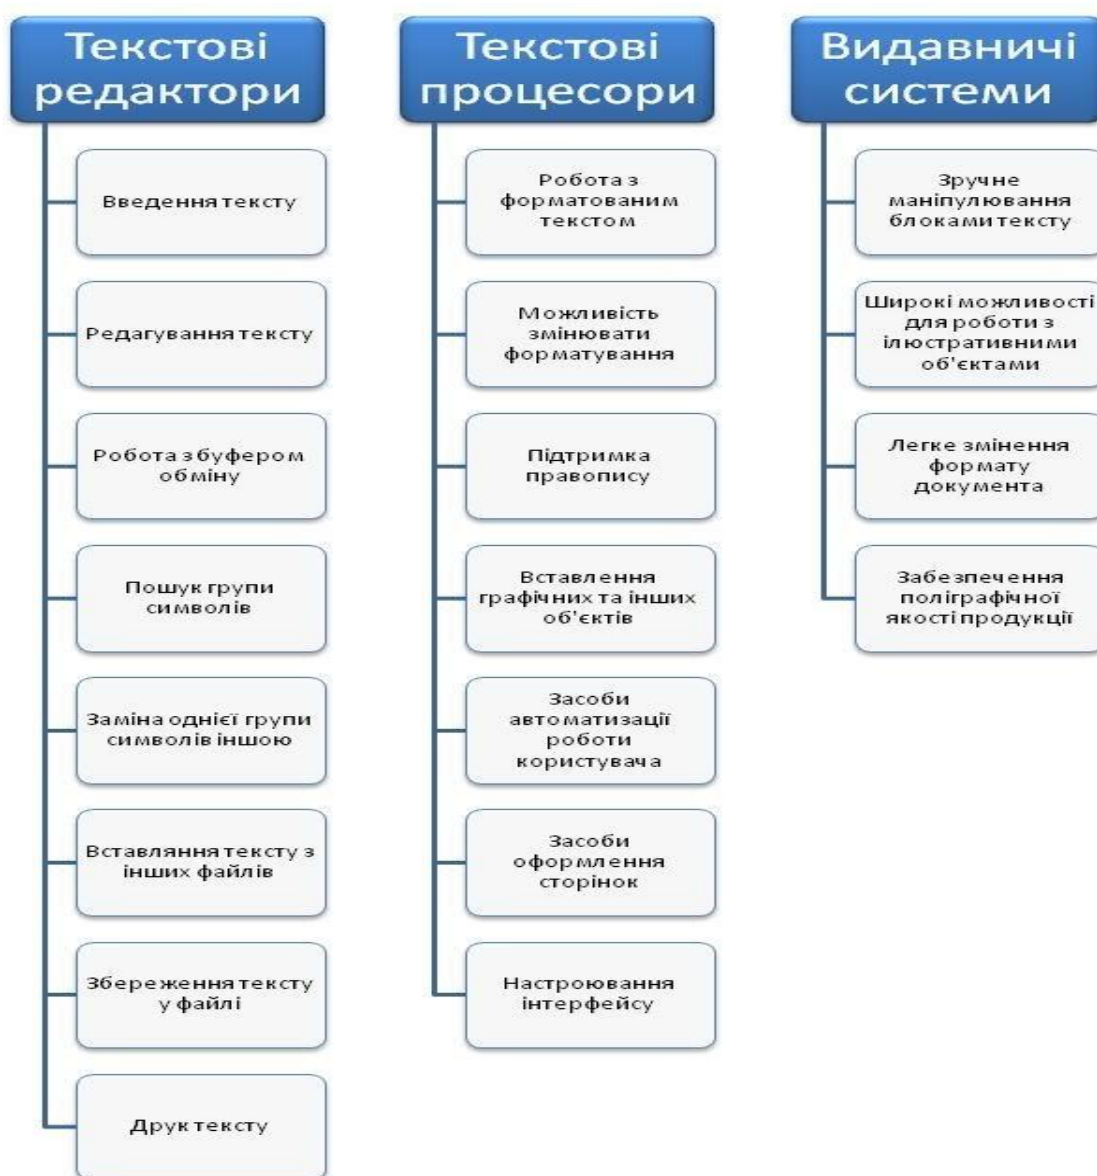 Текстові
редактори
Введення тексту
Редагування тексту
Робота з буфером
обміну
Пошук групи
символів
Заміна однієї групи
символів іншою
Вставляння тексту з
інших файлів
Збереження тексту
у файлі
Друк тексту
Текстові
процесори
Робота з
форматованим
текстом
Можливість
змінювати
форматування
Підтримка
правопису
Вставлення
графічних та інших
об'єктів
Засоби
автоматизації
роботи
користувача
Засоби
оформлення
сторінок
Настроювання
інтерфейсу
Видавничі
системи
Зручне
маніпулювання
блоками тексту
Широкі можливості
для роботи з
ілюстративними
об'єктами
Легке змінення
формату
документа
Забезпечення
поліграфічної
якості продукції